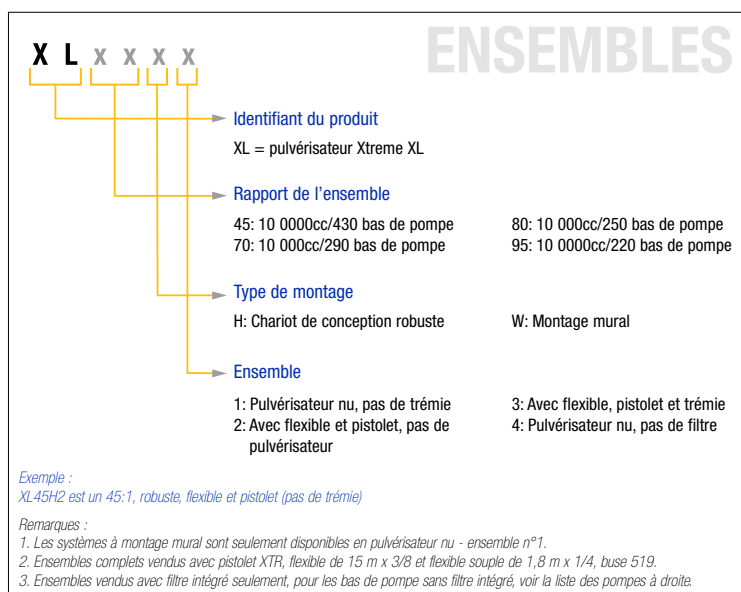 ENSEMBLES
X L x x x x
Identifiant du produit
XL = pulvérisateur Xtreme XL
Rapport de l'ensemble
45: 10 0000cc/430 bas de pompe
80: 10 000cc/250 bas de pompe
70: 10 000cc/290 bas de pompe
95: 10 0000cc/220 bas de pompe
Type de montage
H: Chariot de conception robuste
W: Montage mural
Ensemble
1: Pulvérisateur nu, pas de trémie
3: Avec flexible, pistolet et trémie
2: Avec flexible et pistolet, pas de
pulvérisateur
4: Pulvérisateur nu, pas de filtre
Exemple :
XL45H2 est un 45:1, robuste, flexible et pistolet (pas de trémie)
Remarques :
1. Les systèmes à montage mural sont seulement disponibles en pulvérisateur nu - ensemble n°1.
2. Ensembles complets vendus avec pistolet XTR, flexible de 15 m x 3/8 et flexible souple de 1,8 m x 1/4, buse 519.
3. Ensembles vendus avec filtre intégré seulement, pour les bas de pompe sans filtre intégré, voir la liste des pompes à droite.